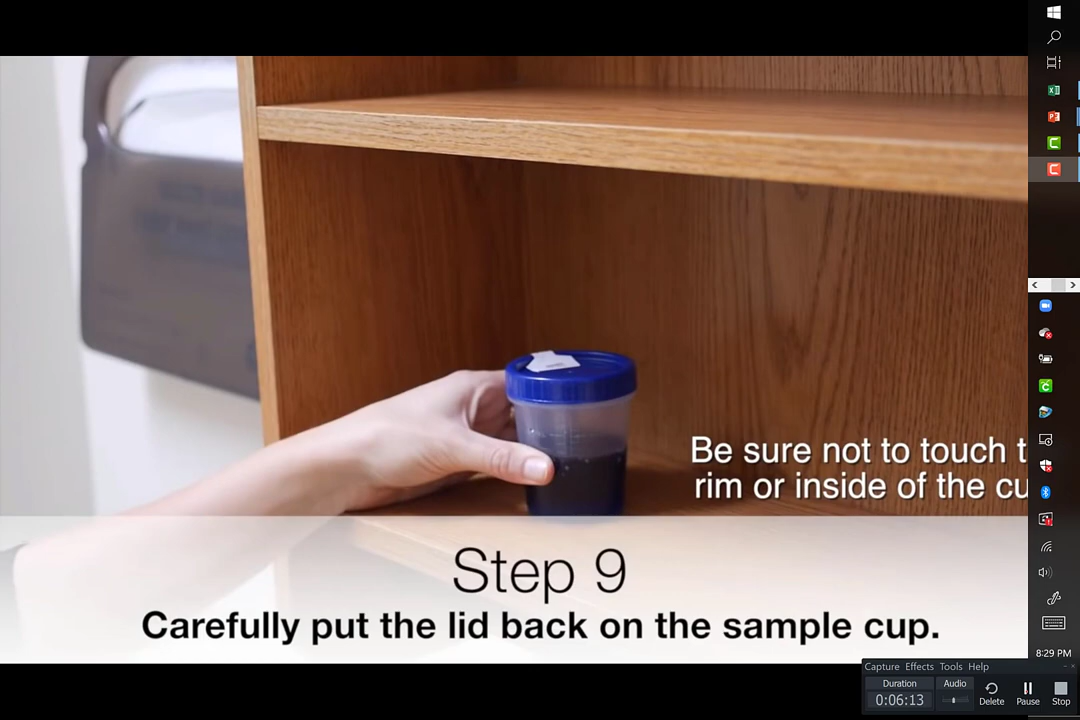 Be sure not to touch t
rim or inside of the cu
Step 9
Carefully put the lid back on the sample cup.
8:29 PM
Capture Effects Tools Help
Duration
Audio
0:06:13
Delete
Pause
Stop